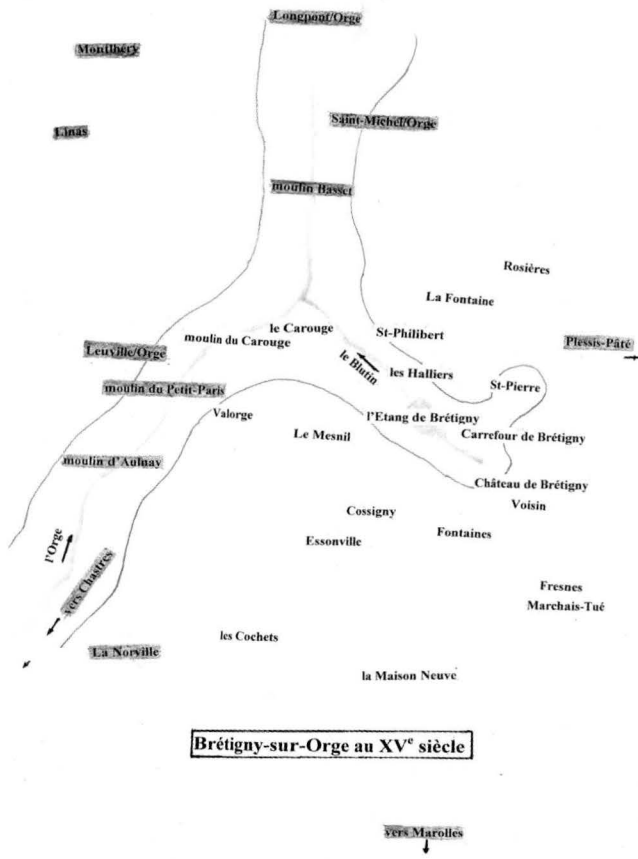 Longpont/Orge
Montlhéry
Saint-Michel/Orge
Linas
moulin Basset
Rosières
La Fontaine
le Carouge
St-Philibert
moulin du Carouge
Plessis-Pâté
Leuville/Orge
le Blutin
les Halliers
St-Pierre
moulin du Petit-Paris
Valorge
l'Etang de Brétigny
Le Mesnil
Carrefour de Brétigny
moulin d'Aulnay
Château de Brétigny
Voisin
Cossigny
Fontaines
Essonville
l'Orge
vers Chastres
Fresnes
Marchais-Tué
les Cochets
La Norville
la Maison Neuve
Brétigny-sur-Orge au XVe siècle
vers Marolles